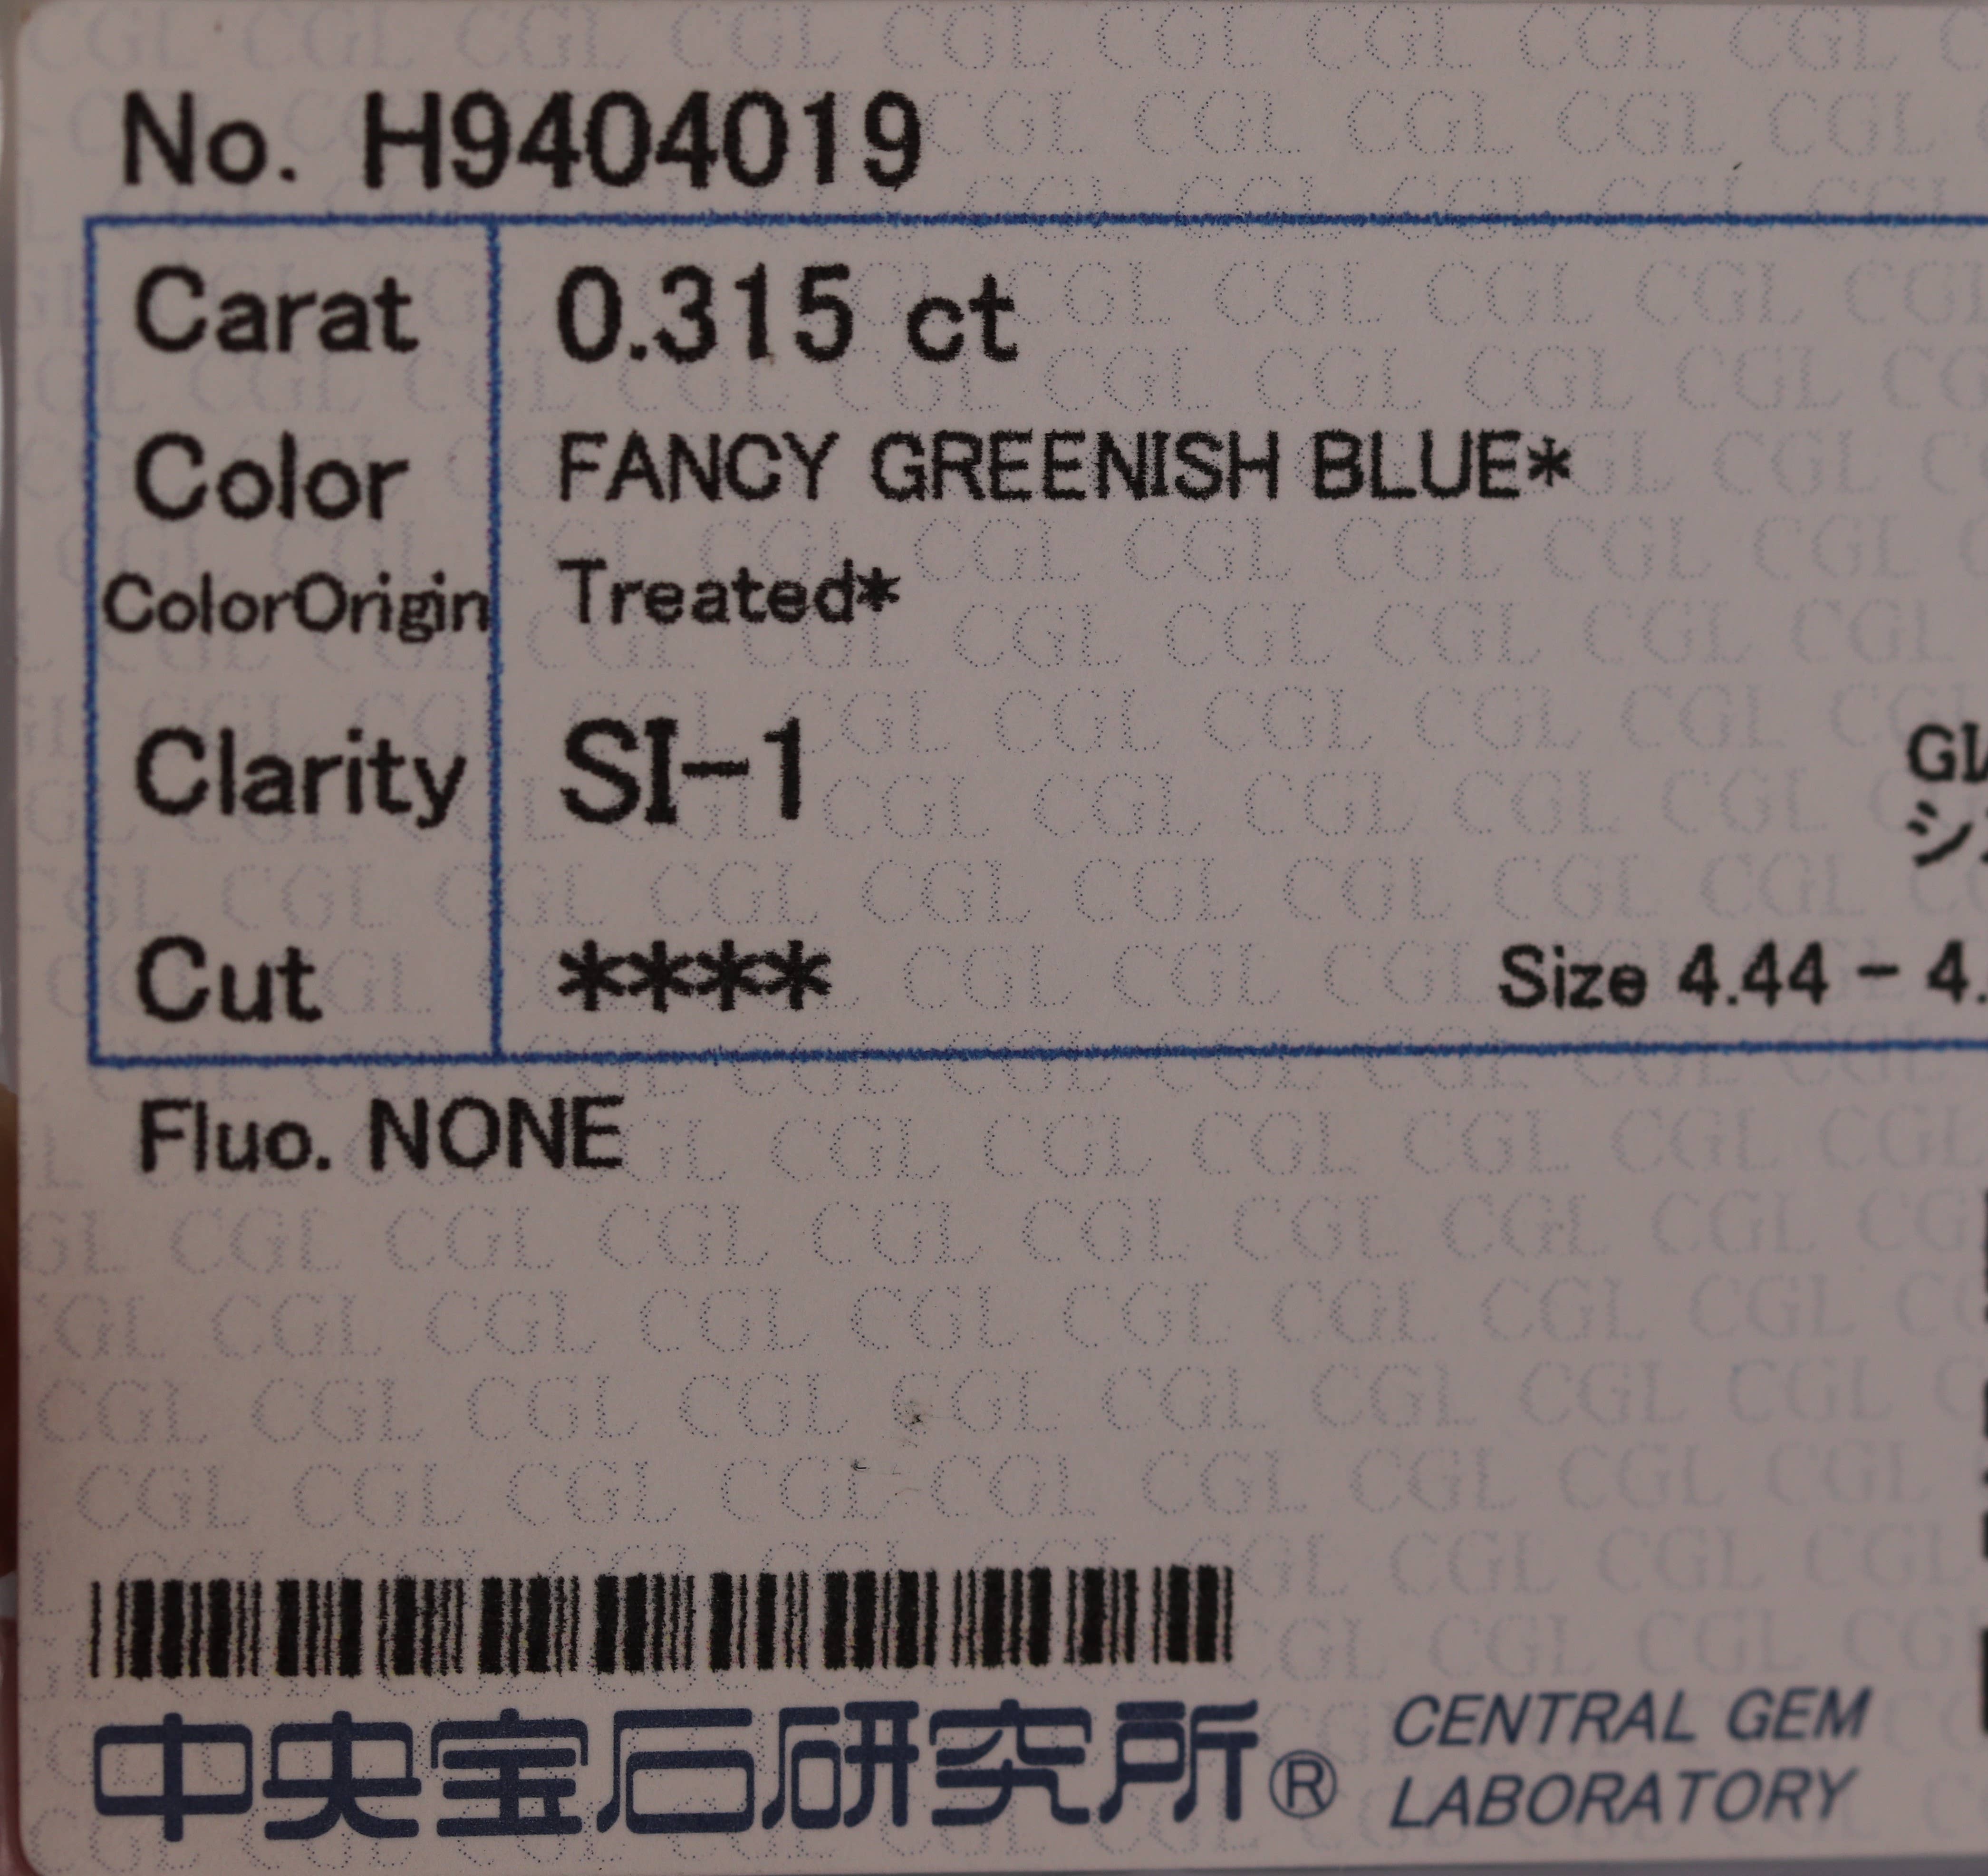 No. H9404019
Carat 0.315 ct
Color FANCY GREENISH BLUE*
ColorOrigin Treated*
Clarity SI-1
Cut ****
Size 4.44 - 4.
Fluo. NONE
中央宝石研究所® CENTRAL GEM
LABORATORY